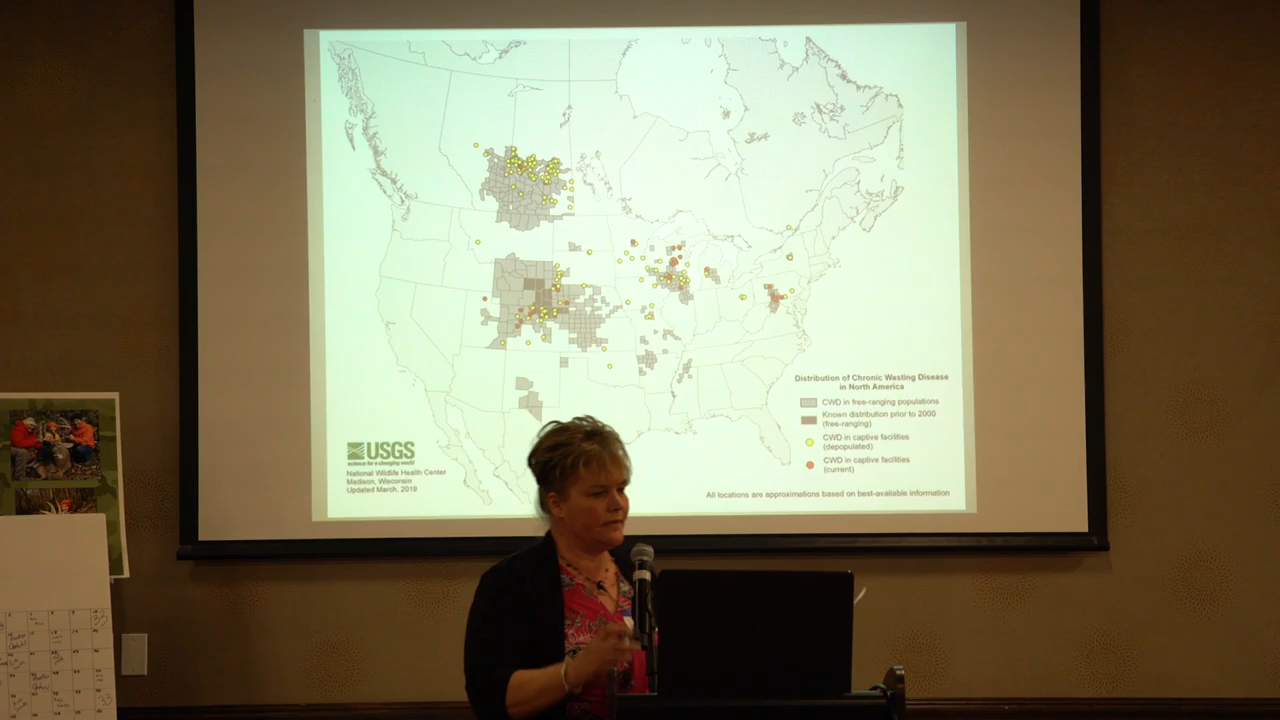 Distribution of Chronic Wasting Disease
in North America
CWD in free-ranging populations
Known distribution prior to 2000
(free-ranging)
CWD in captive facilities
(depopulated)
CWD in captive facilities
(current)
USGS
science for a changing world
National Wildlife Health Center
Madison, Wisconsin
Updated March, 2019
All locations are approximations based on best-available information
33
33